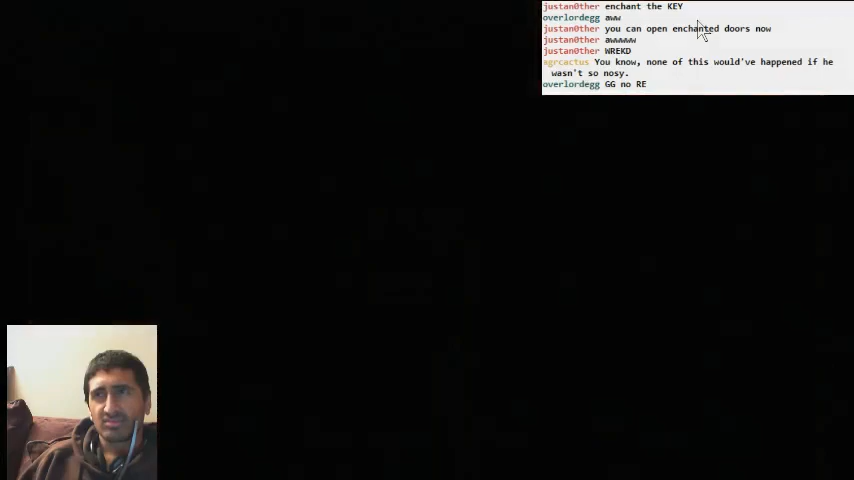 justan0ther enchant the KEY
overlordegg aww
justan0ther you can open enchanted doors now
justan0ther awwwww
justan0ther WREKD
mgrcactus You know, none of this would've happened if he
wasn't so nosy.
overlordegg GG no RE